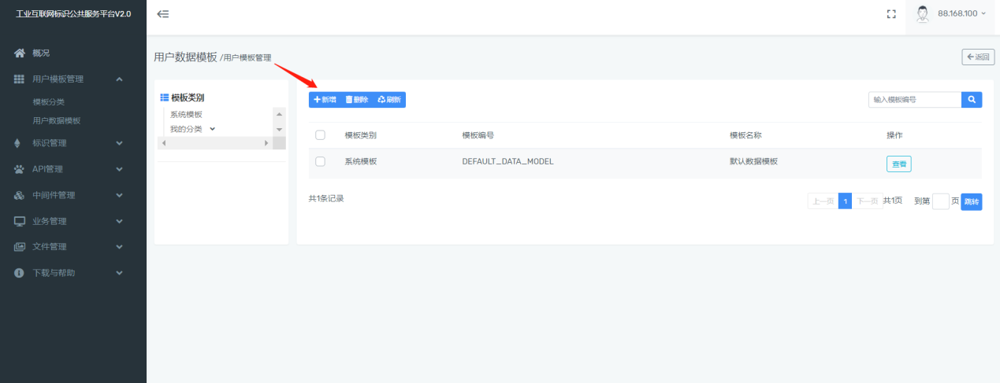 工业互联网标识公共服务平台V2.0
88.168.100
概况
用户模板管理
模板分类
用户数据模板
标识管理
API管理
中间件管理
业务管理
文件管理
下载与帮助
用户数据模板 /用户模板管理
返回
模板类别
系统模板
我的分类
新增 删除 刷新
输入模板编号
模板类别 模板编号 模板名称 操作
系统模板 DEFAULT_DATA_MODEL 默认数据模板 查看
共1条记录
上一页 1 下一页 共1页 到第 页 跳转